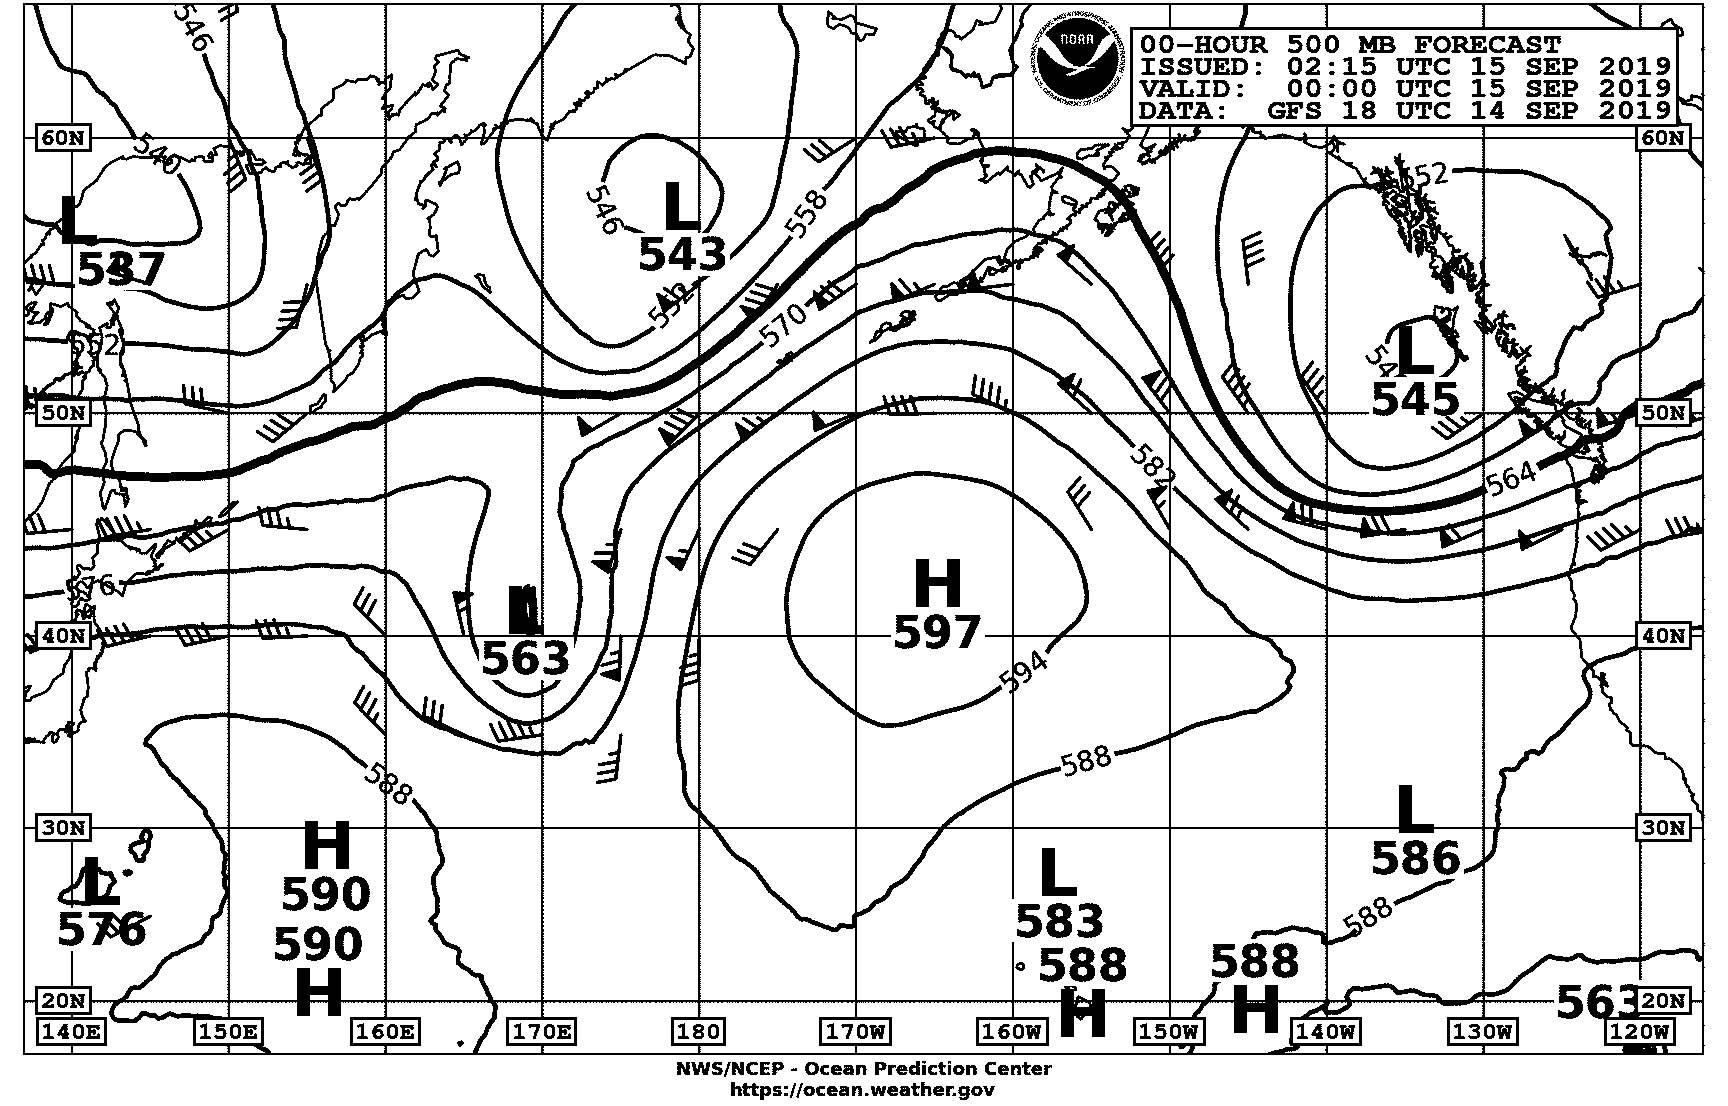 546
NOAA
00-HOUR 500 MB FORECAST
ISSUED: 02:15 UTC 15 SEP 2019
VALID: 00:00 UTC 15 SEP 2019
DATA: GFS 18 UTC 14 SEP 2019
60N
540
60N
552
546
L
L
558
543
537
552
570
552
L
545
50N
50N
582
564
576
H
L
597
40N
563
40N
594
588
588
H
L
30N
590
L
586
30N
L
576
590
583
588
588
588
H
H
H
20N
563
20N
140E
150E
160E
170E
180
170W
160W
150W
140W
130W
120W
NWS/NCEP - Ocean Prediction Center
https://ocean.weather.gov